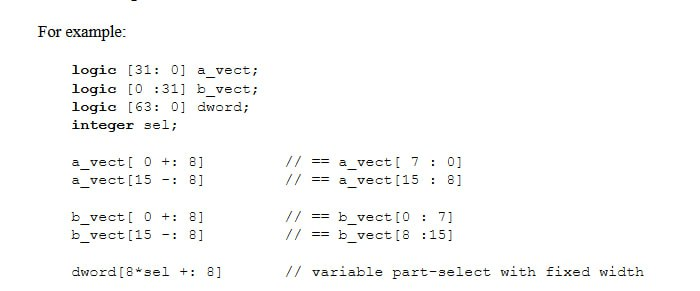 For example:
logic [31: 0] a_vect;
logic [0 :31] b_vect;
logic [63: 0] dword;
integer sel;
a_vect[ 0 +: 8] // == a_vect[ 7 : 0]
a_vect[15 -: 8] // == a_vect[15 : 8]
b_vect[ 0 +: 8] // == b_vect[0 : 7]
b_vect[15 -: 8] // == b_vect[8 :15]
dword[8*sel +: 8] // variable part-select with fixed width